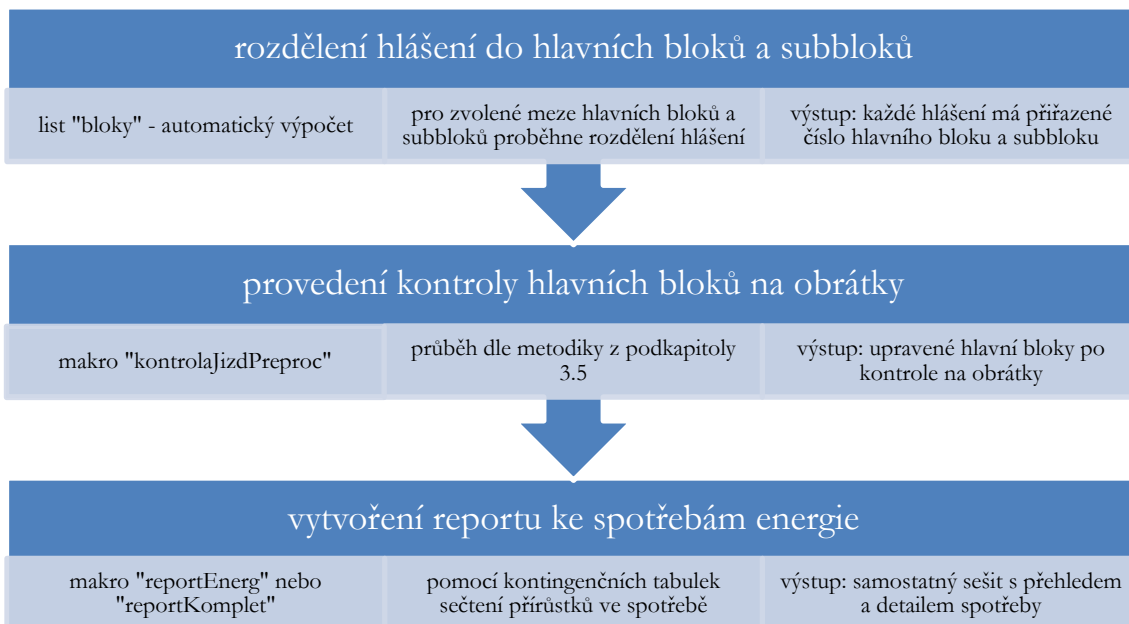 rozdělení hlášení do hlavních bloků a subbloků
list "bloky" - automatický výpočet
pro zvolené meze hlavních bloků a
subbloků proběhne rozdělení hlášení
výstup: každé hlášení má přiřazené
číslo hlavního bloku a subbloku
provedení kontroly hlavních bloků na obrátky
makro "kontrolaJizdPreproc"
průběh dle metodiky z podkapitoly
3.5
výstup: upravené hlavní bloky po
kontrole na obrátky
vytvoření reportu ke spotřebám energie
makro "reportEnerg" nebo
"reportKomplet"
pomocí kontingenčních tabulek
sečtení přírůstků ve spotřebě
výstup: samostatný sešit s přehledem
a detailem spotřeby